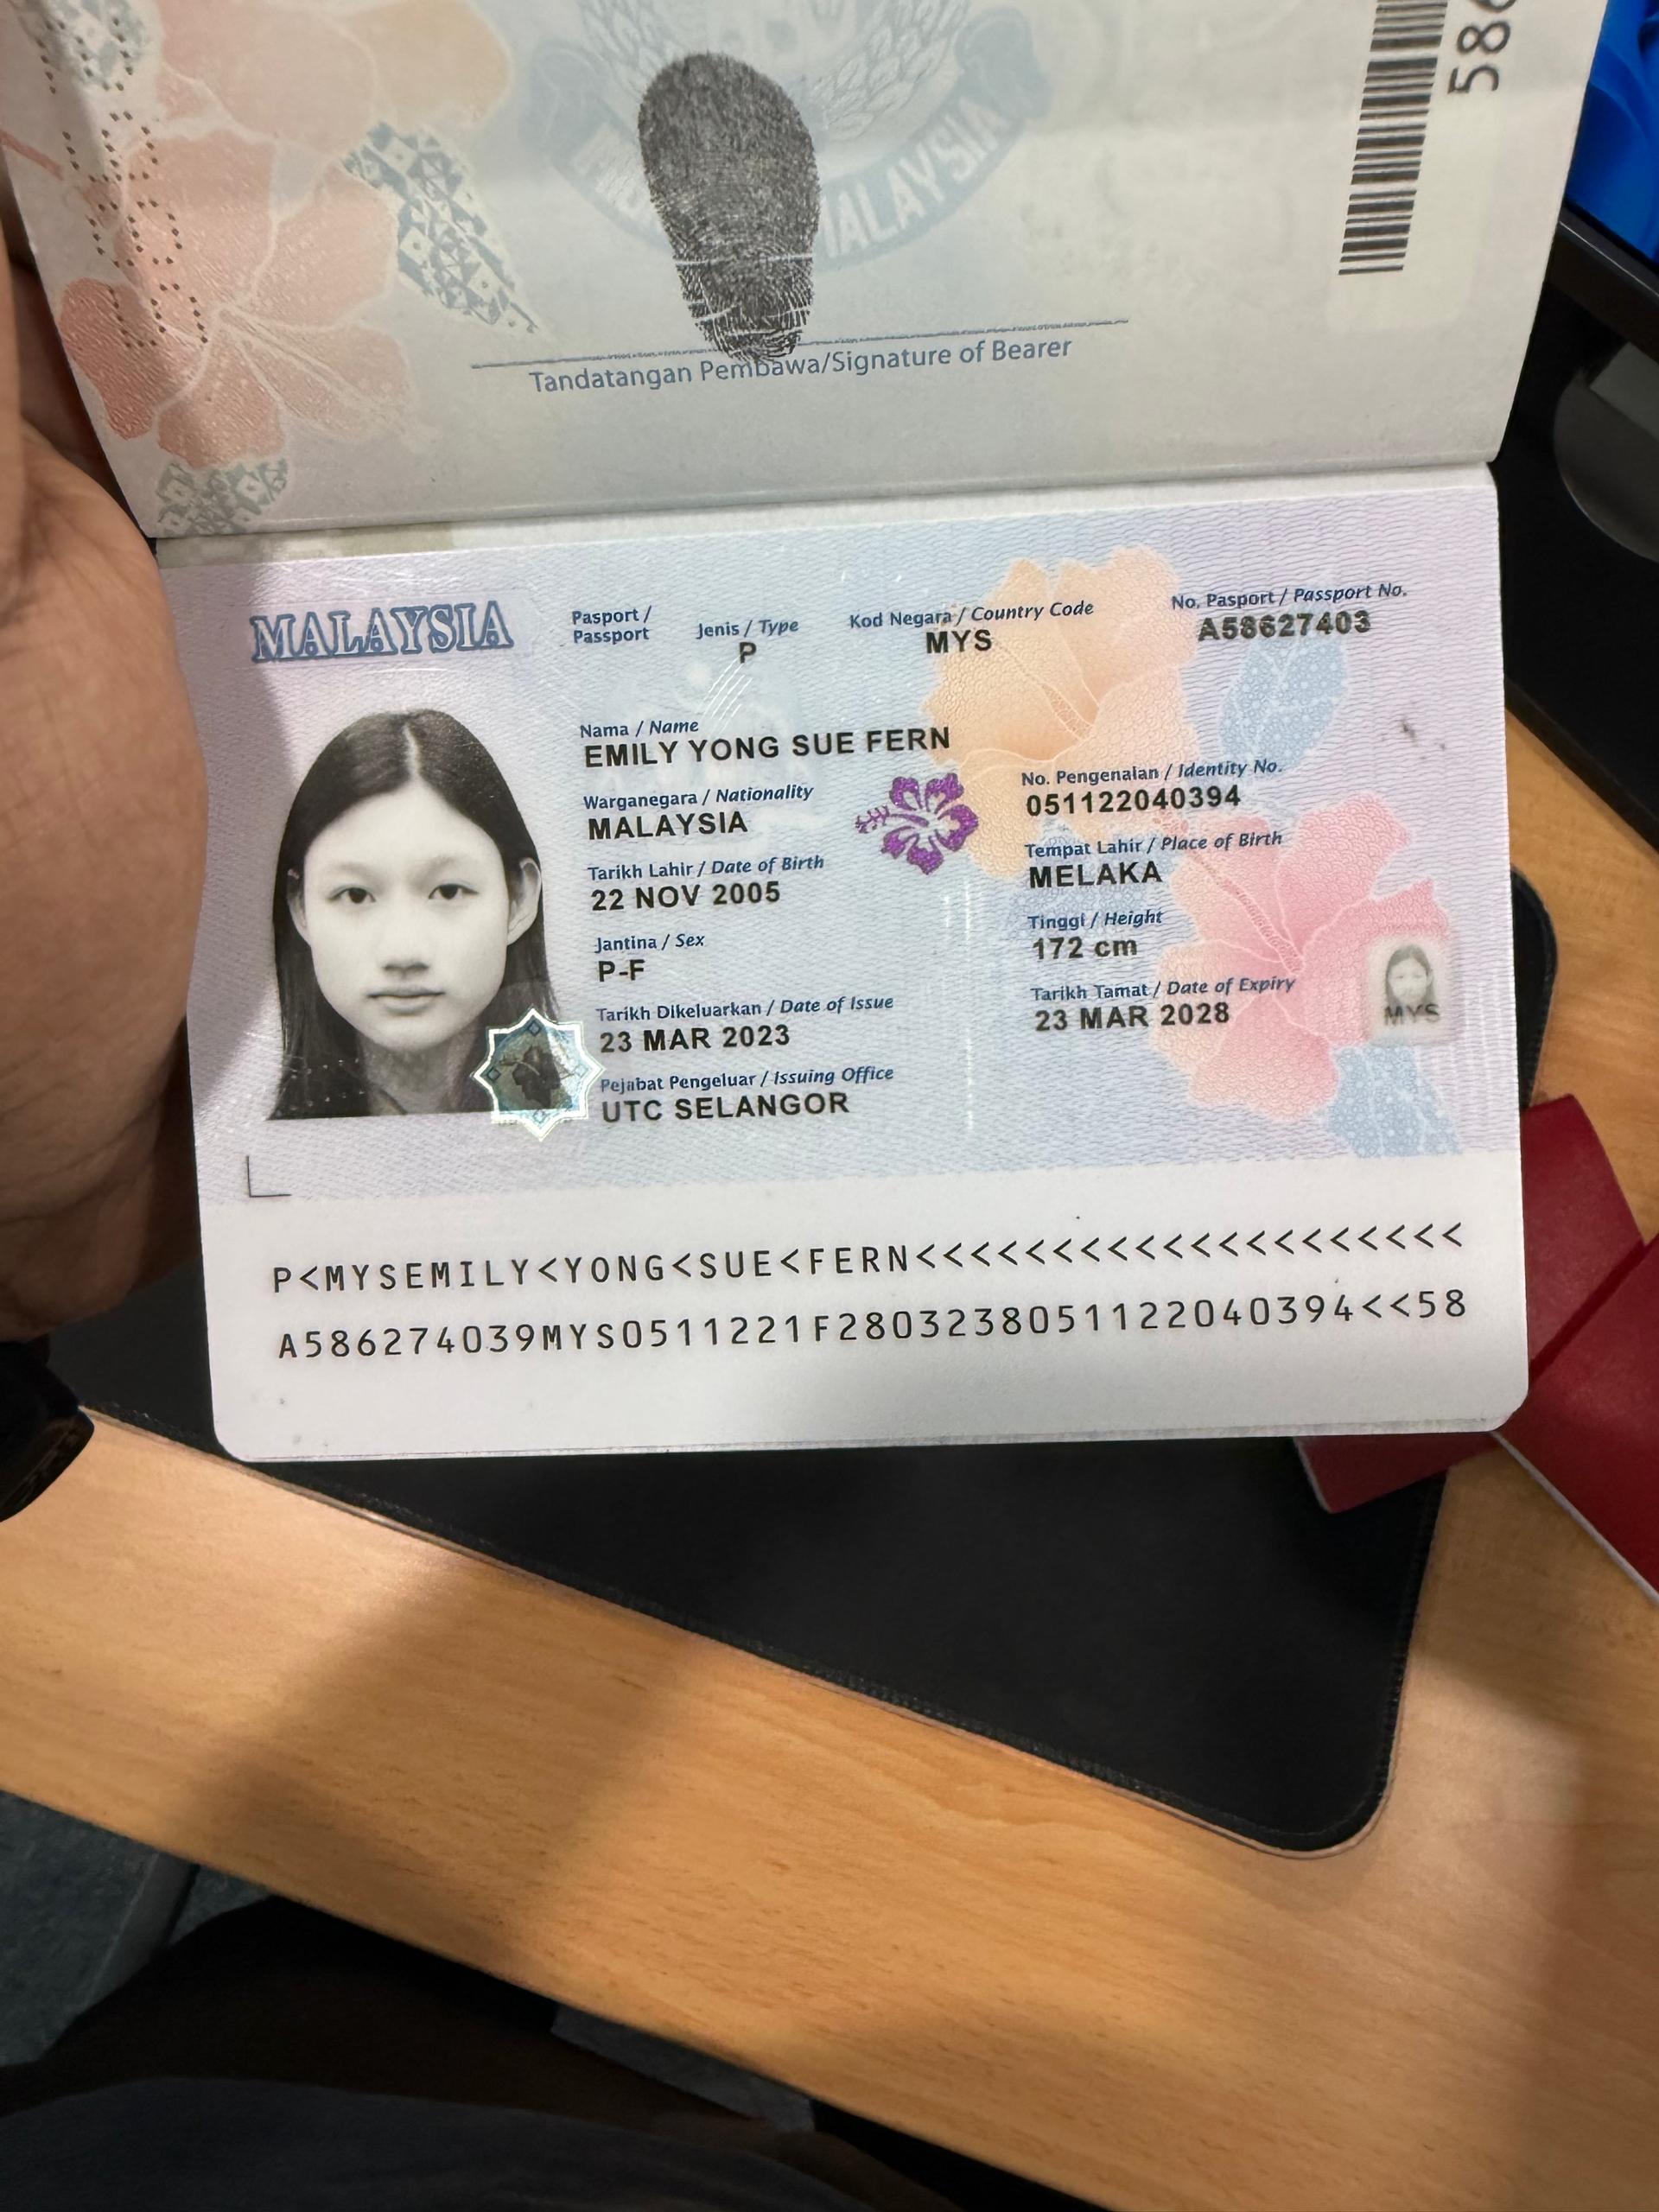 586
MALAYSIA
Tandatangan Pembawa/Signature of Bearer
MALAYSIA
Pasport / Passport
Jenis / Type
P
Kod Negara / Country Code
MYS
No. Pasport / Passport No.
A58627403
Nama / Name
EMILY YONG SUE FERN
Warganegara / Nationality
MALAYSIA
Tarikh Lahir / Date of Birth
22 NOV 2005
Jantina / Sex
P-F
Tarikh Dikeluarkan / Date of Issue
23 MAR 2023
Pejabat Pengeluar / Issuing Office
UTC SELANGOR
No. Pengenalan / Identity No.
051122040394
Tempat Lahir / Place of Birth
MELAKA
Tinggi / Height
172 cm
Tarikh Tamat / Date of Expiry
23 MAR 2028
MYS
P<MYSEMILY<YONG<SUE<FERN<<<<<<<<<<<<<<<<<<<<
A586274039MYS0511221F2803238051122040394<<58